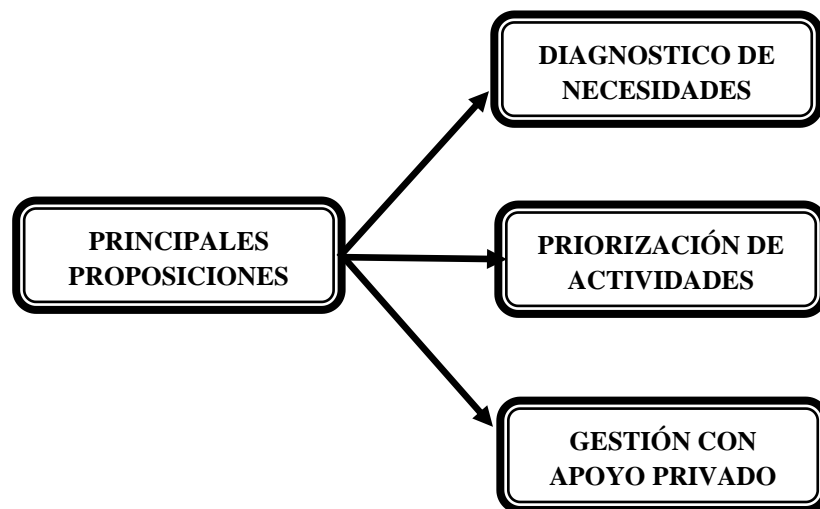 DIAGNOSTICO DE
NECESIDADES
PRINCIPALES
PROPOSICIONES
PRIORIZACIÓN DE
ACTIVIDADES
GESTIÓN CON
APOYO PRIVADO